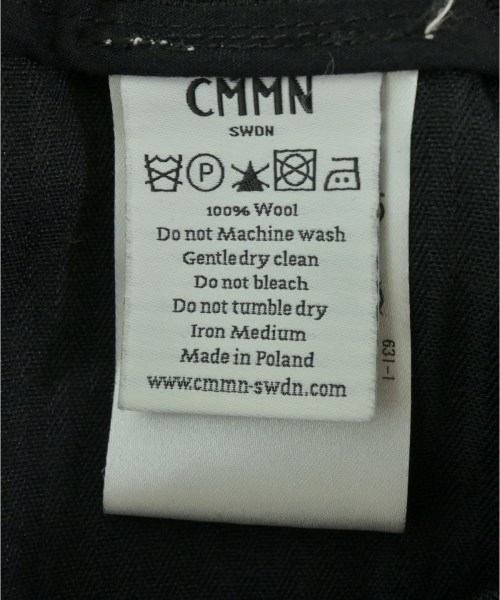 CMMN
SWDN
P
100% Wool
Do not Machine wash
Gentle dry clean
Do not bleach
Do not tumble dry
Iron Medium
Made in Poland
www.cmmn-swdn.com
631-1